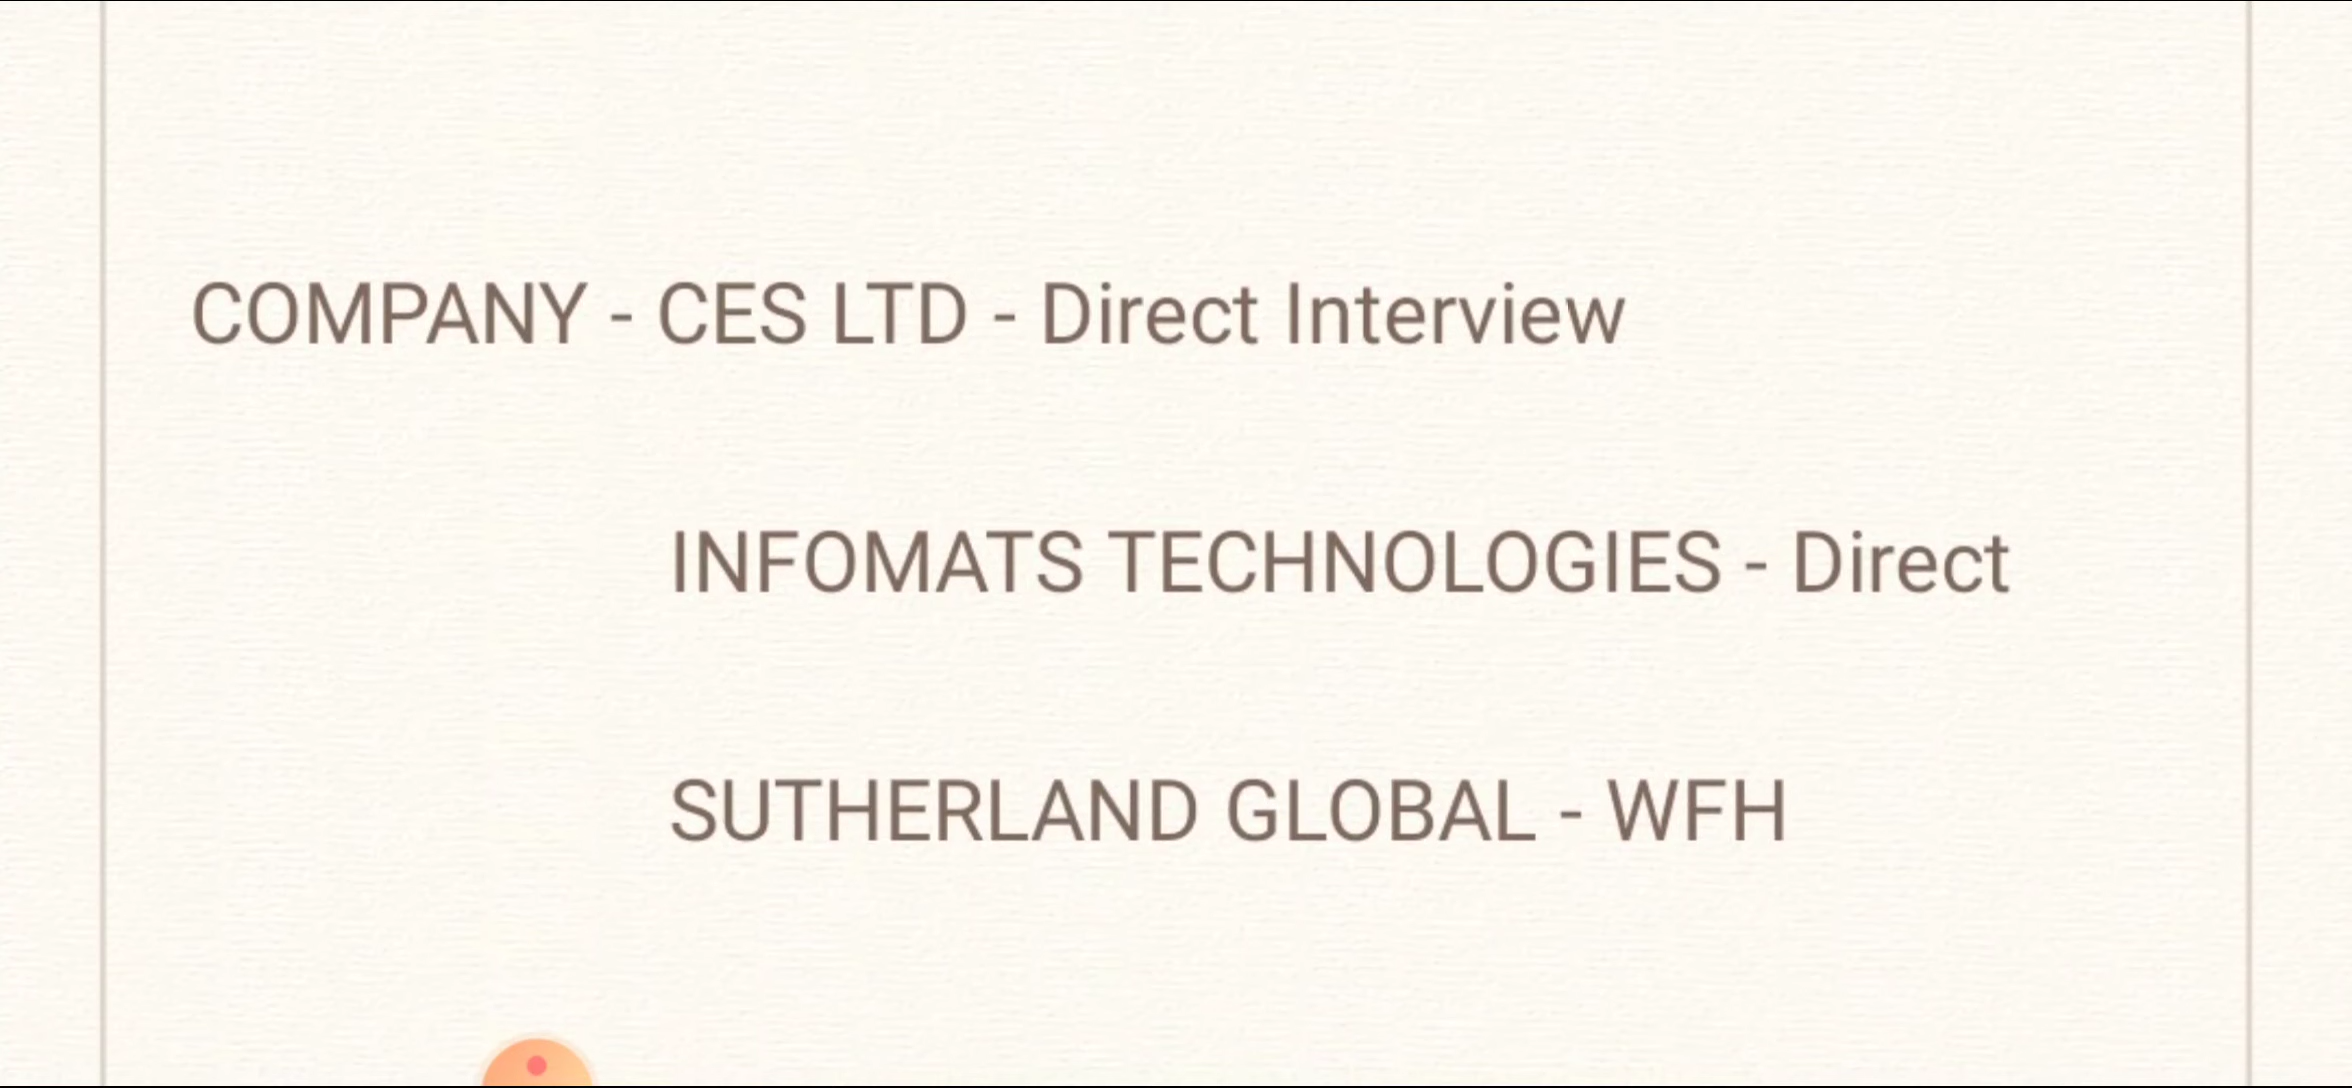 COMPANY - CES LTD - Direct Interview
INFOMATS TECHNOLOGIES - Direct
SUTHERLAND GLOBAL - WFH